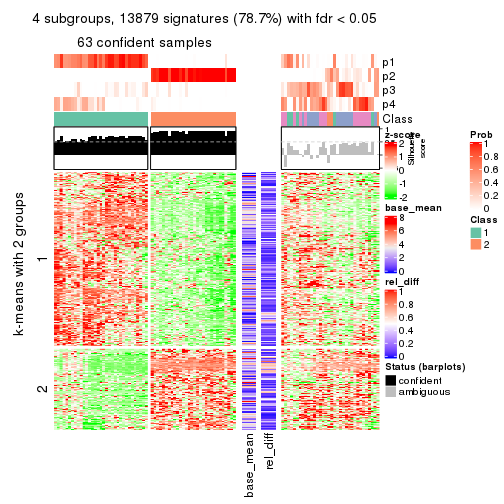 4 subgroups, 13879 signatures (78.7%) with fdr < 0.05
63 confident samples
p1
p2
p3
p4
Class
1
Silhouette
score
k-means with 2 groups
1
2
base_mean
rel_diff
z-score
2
1
0
-1
-2
base_mean
8
6
4
2
0
rel_diff
1
0.8
0.6
0.4
0.2
0
Status (barplots)
confident
ambiguous
Prob
1
0.8
0.6
0.4
0.2
0
Class
1
2